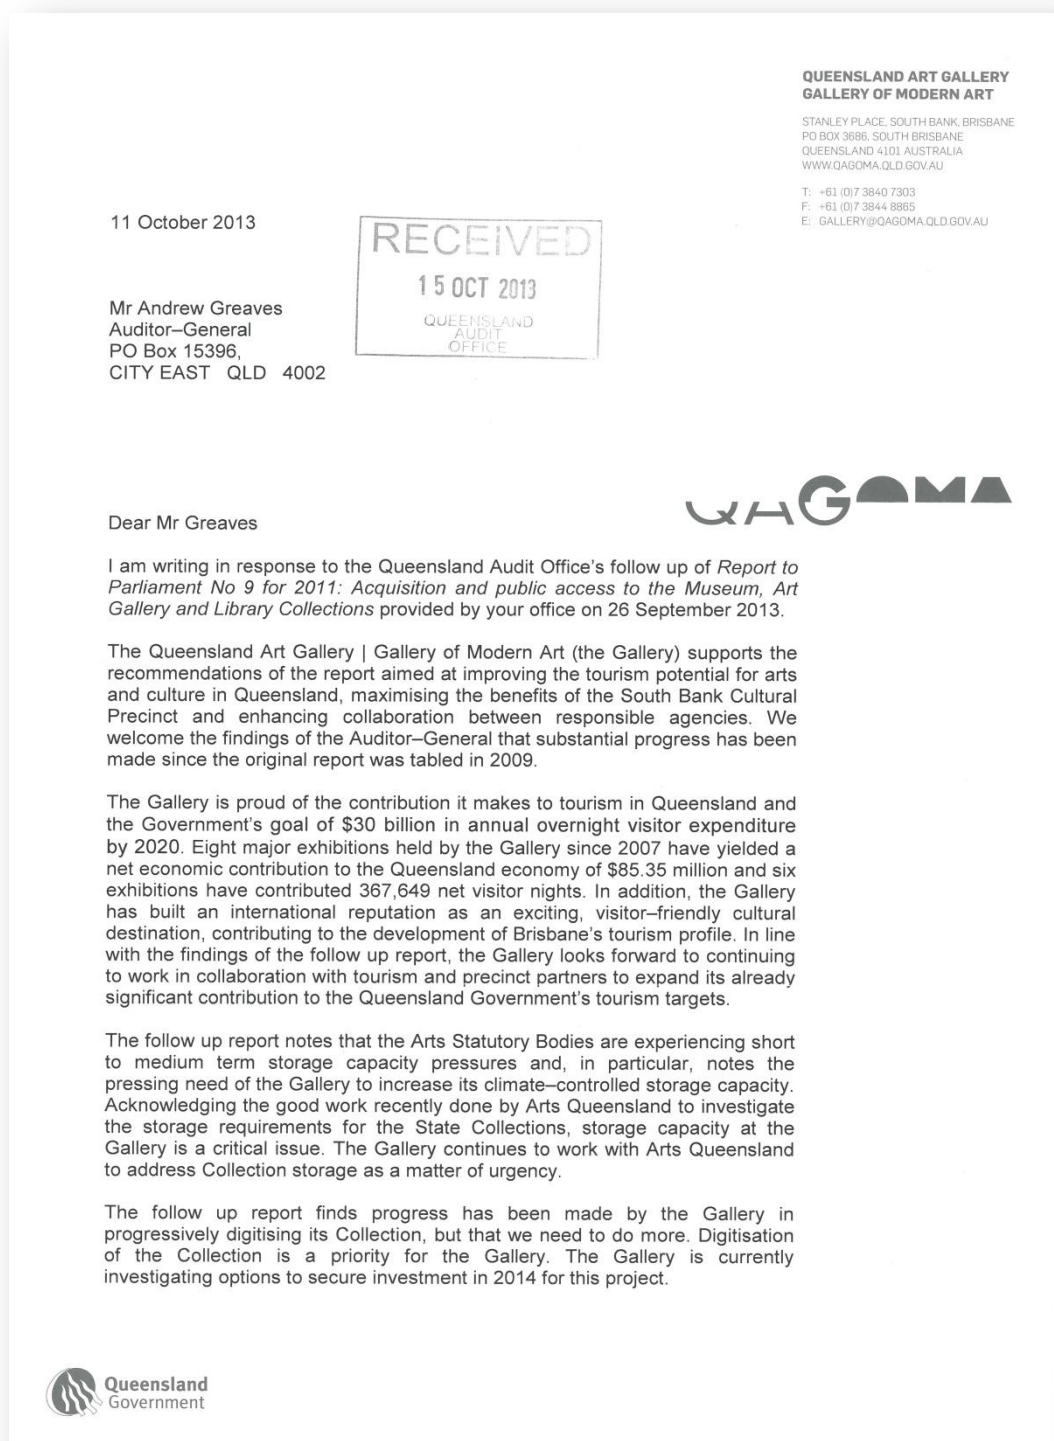 QUEENSLAND ART GALLERY
GALLERY OF MODERN ART
STANLEY PLACE, SOUTH BANK, BRISBANE
PO BOX 3686, SOUTH BRISBANE
QUEENSLAND 4101 AUSTRALIA
WWW.QAGOMA.QLD.GOV.AU
T: +61 (0)7 3840 7303
F: +61 (0)7 3844 8865
E: GALLERY@QAGOMA.QLD.GOV.AU
11 October 2013
RECEIVED
15 OCT 2013
QUEENSLAND
AUDIT
OFFICE
Mr Andrew Greaves
Auditor–General
PO Box 15396,
CITY EAST QLD 4002
QAGOMA
Dear Mr Greaves
I am writing in response to the Queensland Audit Office's follow up of Report to
Parliament No 9 for 2011: Acquisition and public access to the Museum, Art
Gallery and Library Collections provided by your office on 26 September 2013.
The Queensland Art Gallery | Gallery of Modern Art (the Gallery) supports the
recommendations of the report aimed at improving the tourism potential for arts
and culture in Queensland, maximising the benefits of the South Bank Cultural
Precinct and enhancing collaboration between responsible agencies. We
welcome the findings of the Auditor–General that substantial progress has been
made since the original report was tabled in 2009.
The Gallery is proud of the contribution it makes to tourism in Queensland and
the Government's goal of $30 billion in annual overnight visitor expenditure
by 2020. Eight major exhibitions held by the Gallery since 2007 have yielded a
net economic contribution to the Queensland economy of $85.35 million and six
exhibitions have contributed 367,649 net visitor nights. In addition, the Gallery
has built an international reputation as an exciting, visitor–friendly cultural
destination, contributing to the development of Brisbane's tourism profile. In line
with the findings of the follow up report, the Gallery looks forward to continuing
to work in collaboration with tourism and precinct partners to expand its already
significant contribution to the Queensland Government's tourism targets.
The follow up report notes that the Arts Statutory Bodies are experiencing short
to medium term storage capacity pressures and, in particular, notes the
pressing need of the Gallery to increase its climate–controlled storage capacity.
Acknowledging the good work recently done by Arts Queensland to investigate
the storage requirements for the State Collections, storage capacity at the
Gallery is a critical issue. The Gallery continues to work with Arts Queensland
to address Collection storage as a matter of urgency.
The follow up report finds progress has been made by the Gallery in
progressively digitising its Collection, but that we need to do more. Digitisation
of the Collection is a priority for the Gallery. The Gallery is currently
investigating options to secure investment in 2014 for this project.
Queensland
Government